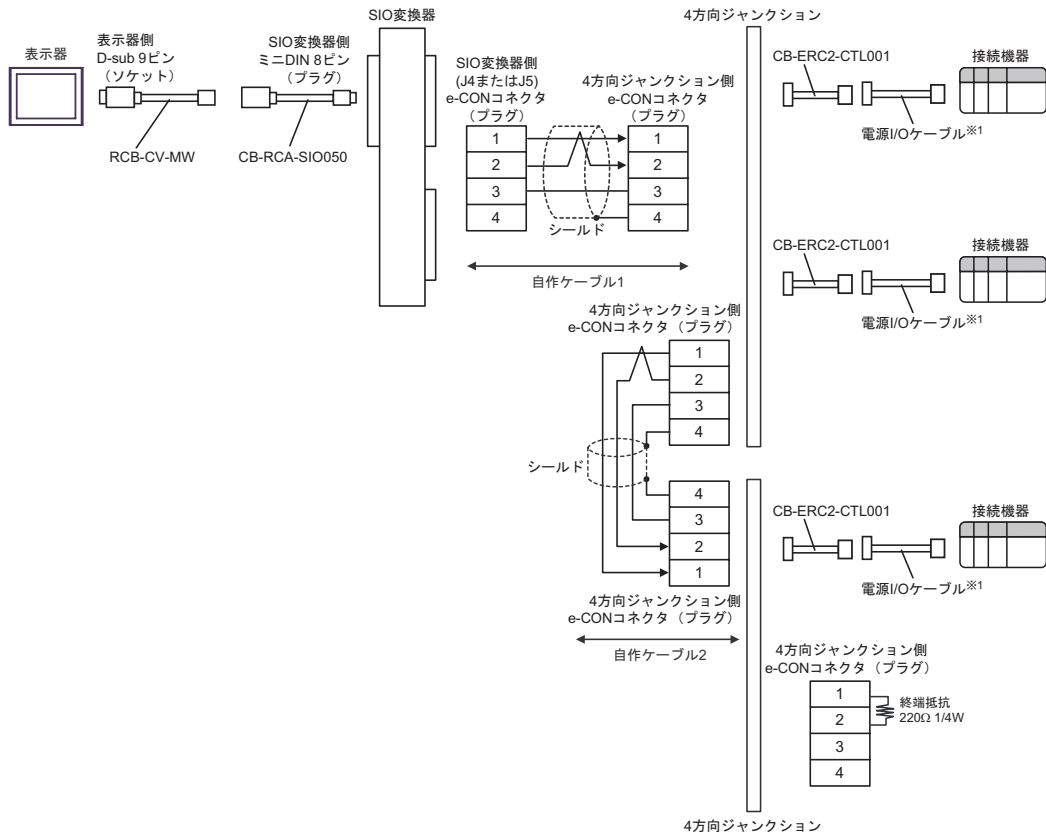 SIO変換器
4方向ジャンクション
表示器
表示器側
D-sub 9ピン
（ソケット）
SIO変換器側
ミニDIN 8ピン
（プラグ）
RCB-CV-MW
CB-RCA-SIO050
SIO変換器側
(J4またはJ5)
e-CONコネクタ
（プラグ）
4方向ジャンクション側
e-CONコネクタ
（プラグ）
1
2
3
4
1
2
3
4
シールド
自作ケーブル1
CB-ERC2-CTL001
接続機器
電源I/Oケーブル※1
CB-ERC2-CTL001
接続機器
電源I/Oケーブル※1
4方向ジャンクション側
e-CONコネクタ（プラグ）
1
2
3
4
シールド
4
3
2
1
4方向ジャンクション側
e-CONコネクタ（プラグ）
自作ケーブル2
CB-ERC2-CTL001
接続機器
電源I/Oケーブル※1
4方向ジャンクション側
e-CONコネクタ（プラグ）
1
2
3
4
終端抵抗
220Ω 1/4W
4方向ジャンクション